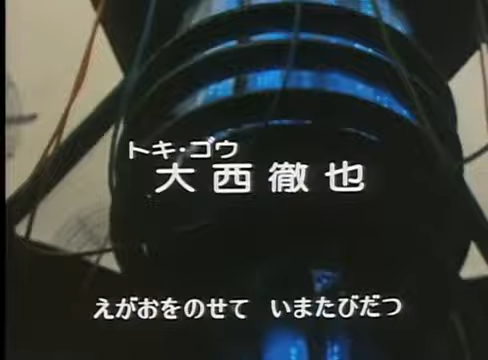 トキ・ゴウ
大西徹也
えがおをのせて　いまたびだつ